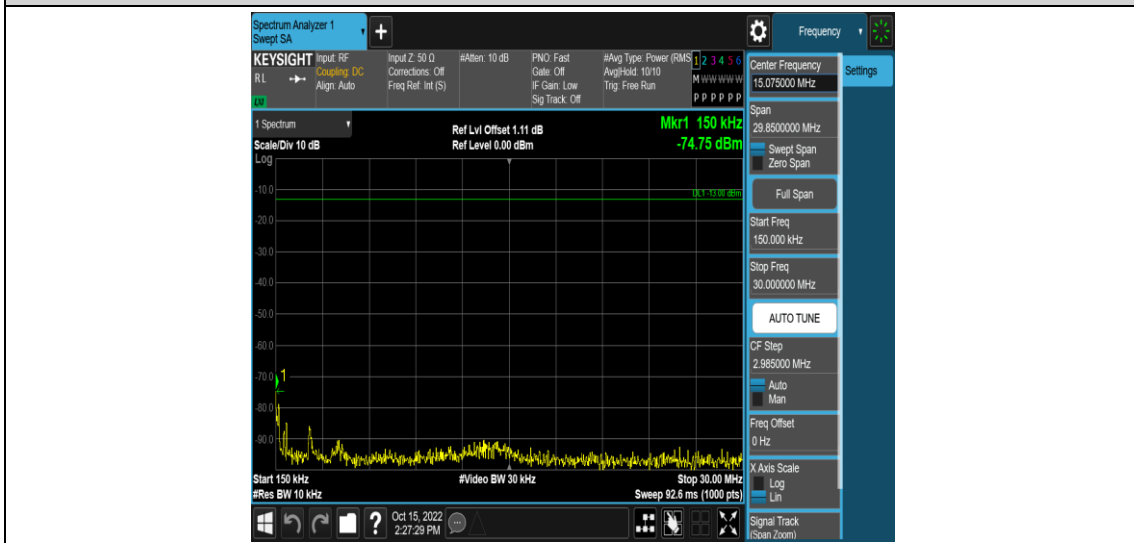 Spectrum Analyzer 1
Swept SA
+
Frequency
KEYSIGHT
RL
LXI
Input: RF
Coupling: DC
Align: Auto
Input Z: 50 Ω
Corrections: Off
Freq Ref: Int (S)
#Atten: 10 dB
PNO: Fast
Gate: Off
IF Gain: Low
Sig Track: Off
#Avg Type: Power (RMS
Avg|Hold: 10/10
Trig: Free Run
1 2 3 4 5 6
M W W W W W
P P P P P P
1 Spectrum
Scale/Div 10 dB
Log
Ref Lvl Offset 1.11 dB
Ref Level 0.00 dBm
Mkr1 150 kHz
-74.75 dBm
DL1 -13.00 dBm
-10.0
-20.0
-30.0
-40.0
-50.0
-60.0
-70.0
1
-80.0
-90.0
Start 150 kHz
#Res BW 10 kHz
#Video BW 30 kHz
Stop 30.00 MHz
Sweep 92.6 ms (1000 pts)
?
Oct 15, 2022
2:27:29 PM
Center Frequency
15.075000 MHz
Settings
Span
29.8500000 MHz
Swept Span
Zero Span
Full Span
Start Freq
150.000 kHz
Stop Freq
30.000000 MHz
AUTO TUNE
CF Step
2.985000 MHz
Auto
Man
Freq Offset
0 Hz
X Axis Scale
Log
Lin
Signal Track
(Span Zoom)